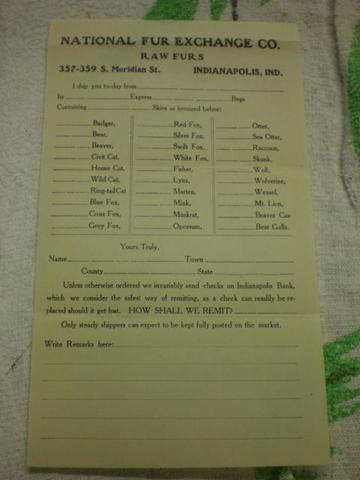 NATIONAL FUR EXCHANGE CO.
RAW FURS
357-359 S. Meridian St. INDIANAPOLIS, IND.
I ship you to-day from
by Express Bags
Containing Skins as invoiced below:
Badger,
Bear,
Beaver,
Civit Cat,
House Cat,
Wild Cat,
Ring-tailCat
Blue Fox,
Cross Fox,
Grey Fox,
Red Fox,
Silver Fox,
Swift Fox,
White Fox,
Fisher,
Lynx,
Marten,
Mink,
Muskrat,
Opossum,
Otter,
Sea Otter,
Raccoon,
Skunk,
Wolf,
Wolverine,
Weasel,
Mt. Lion,
Beaver Cas
Bear Galls.
Yours Truly,
Name Town
County State
Unless otherwise ordered we invariably send checks on Indianapolis Bank,
which we consider the safest way of remitting, as a check can readily be re-
placed should it get lost. HOW SHALL WE REMIT?
Only steady shippers can expect to be kept fully posted on the market.
Write Remarks here: